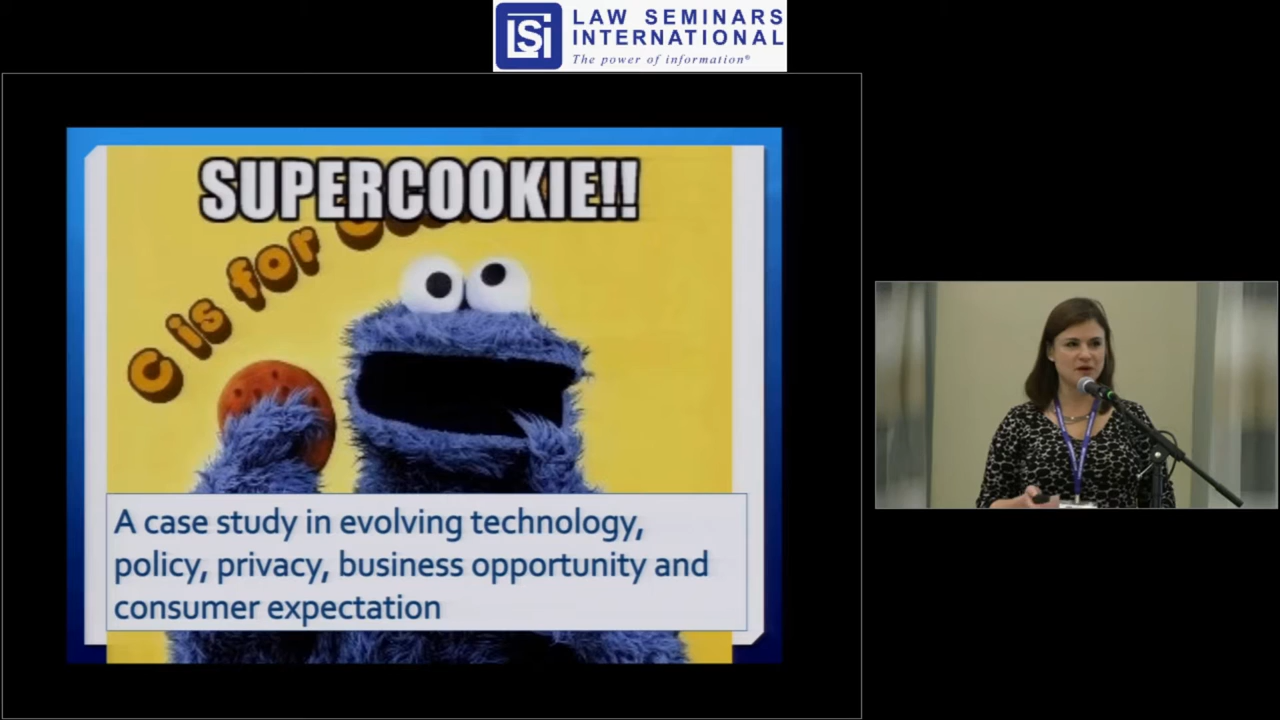 LSi
LAW SEMINARS
INTERNATIONAL
The power of information®
SUPERCOOKIE!!
C is for
A case study in evolving technology,
policy, privacy, business opportunity and
consumer expectation